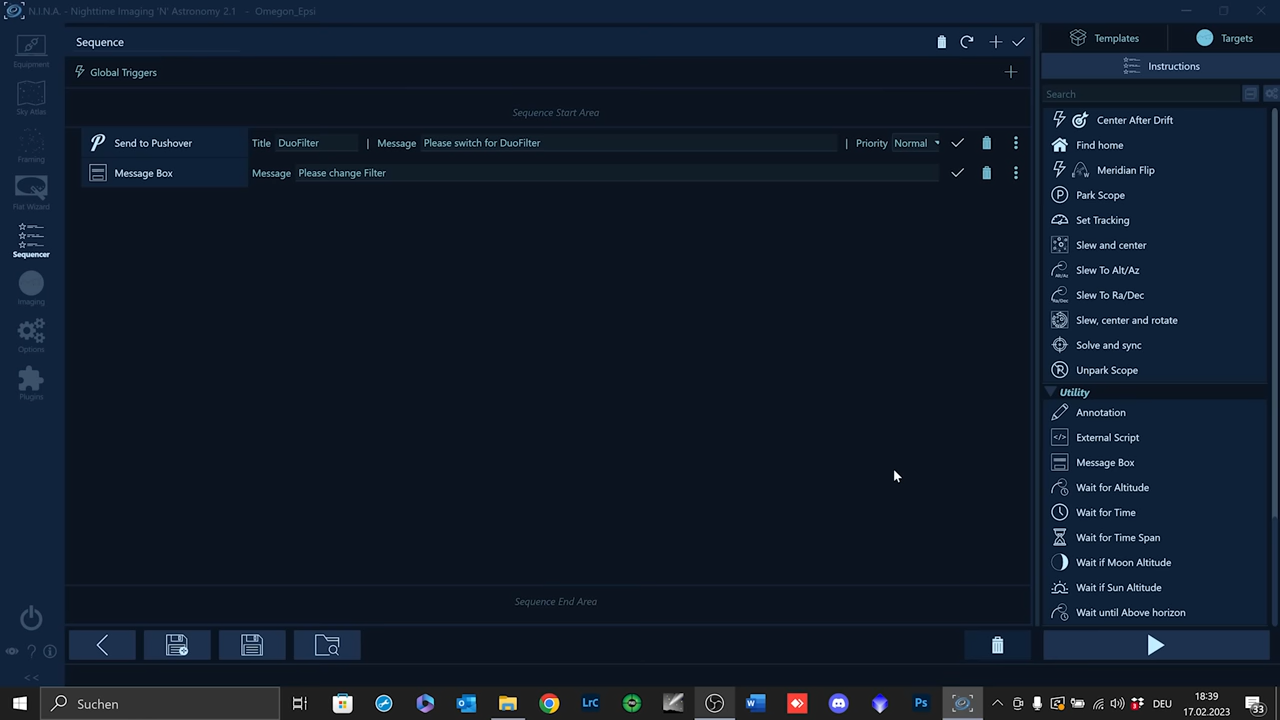 N.I.N.A. - Nighttime Imaging 'N' Astronomy 2.1 - Omegon_Epsi
Equipment
Sky Atlas
Framing
Flat Wizard
Sequencer
Imaging
Options
Plugins
<<
Sequence
Global Triggers
Sequence Start Area
Send to Pushover Title DuoFilter | Message Please switch for DuoFilter | Priority Normal
Message Box Message Please change Filter
Sequence End Area
Templates Targets
Instructions
Search
Center After Drift
Find home
Meridian Flip
Park Scope
Set Tracking
Slew and center
Slew To Alt/Az
Slew To Ra/Dec
Slew, center and rotate
Solve and sync
Unpark Scope
Utility
Annotation
External Script
Message Box
Wait for Altitude
Wait for Time
Wait for Time Span
Wait if Moon Altitude
Wait if Sun Altitude
Wait until Above horizon
Suchen
LrC
Ps
DEU
18:39
17.02.2023
33